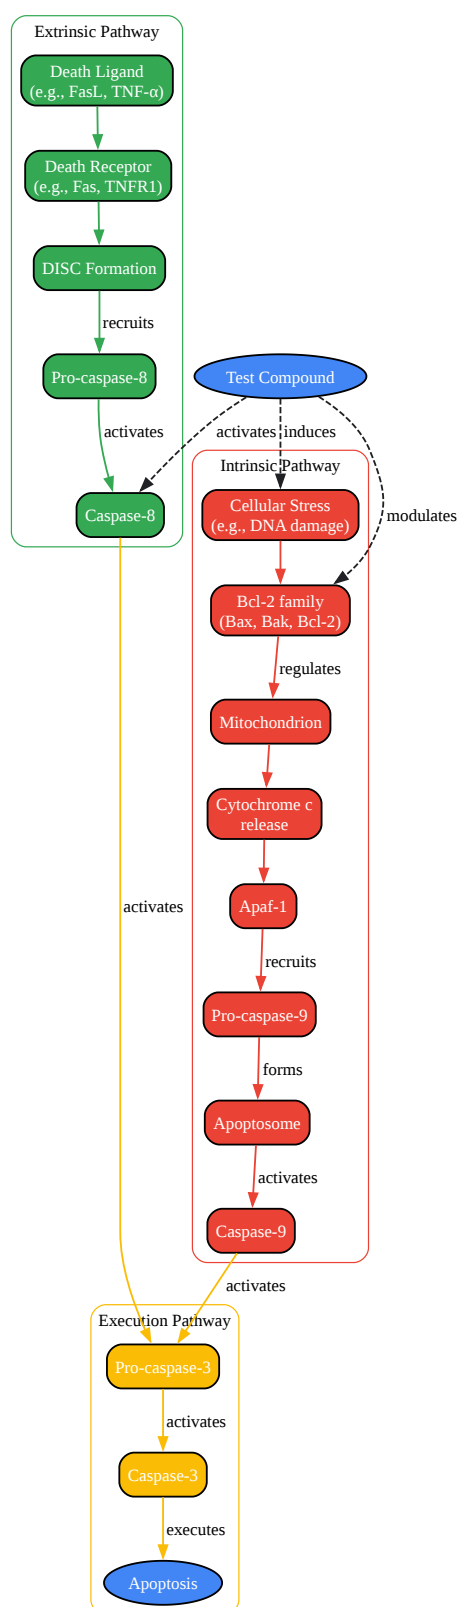 Extrinsic Pathway
Death Ligand
(e.g., FasL, TNF-α)
Death Receptor
(e.g., Fas, TNFR1)
DISC Formation
recruits
Pro-caspase-8
activates
Caspase-8
Test Compound
activates
induces
modulates
Intrinsic Pathway
Cellular Stress
(e.g., DNA damage)
Bcl-2 family
(Bax, Bak, Bcl-2)
regulates
Mitochondrion
Cytochrome c
release
Apaf-1
recruits
Pro-caspase-9
forms
Apoptosome
activates
Caspase-9
activates
activates
Execution Pathway
Pro-caspase-3
activates
Caspase-3
executes
Apoptosis